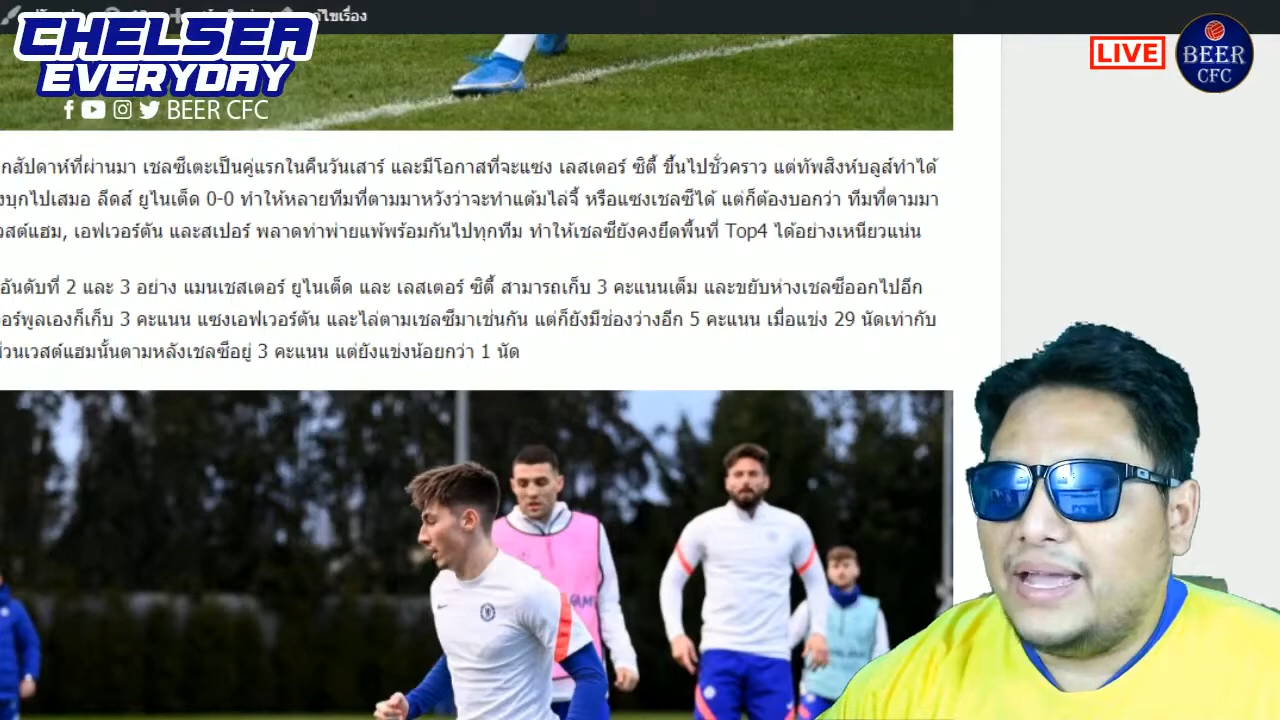 ไขเรื่อง
CHELSEA
EVERYDAY
BEER CFC
LIVE
BEER
CFC
กสัปดาห์ที่ผ่านมา เชลซีเตะเป็นคู่แรกในคืนวันเสาร์ และมีโอกาสที่จะแซง เลสเตอร์ ซิตี้ ขึ้นไปชั่วคราว แต่ทัพสิงห์บลูส์ทำได้
งบุกไปเสมอ ลีดส์ ยูไนเต็ด 0-0 ทำให้หลายทีมที่ตามมาหวังว่าจะทำแต้มไล่จี้ หรือแซงเชลซีได้ แต่ก็ต้องบอกว่า ทีมที่ตามมา
วสต์แฮม, เอฟเวอร์ตัน และสเปอร์ พลาดท่าพ่ายแพ้พร้อมกันไปทุกทีม ทำให้เชลซียังคงยึดพื้นที่ Top4 ได้อย่างเหนียวแน่น
อันดับที่ 2 และ 3 อย่าง แมนเชสเตอร์ ยูไนเต็ด และ เลสเตอร์ ซิตี้ สามารถเก็บ 3 คะแนนเต็ม และขยับห่างเชลซีออกไปอีก
อร์พูลเองก็เก็บ 3 คะแนน แซงเอฟเวอร์ตัน และไล่ตามเชลซีมาเช่นกัน แต่ก็ยังมีช่องว่างอีก 5 คะแนน เมื่อแข่ง 29 นัดเท่ากับ
่วนเวสต์แฮมนั้นตามหลังเชลซีอยู่ 3 คะแนน แต่ยังแข่งน้อยกว่า 1 นัด